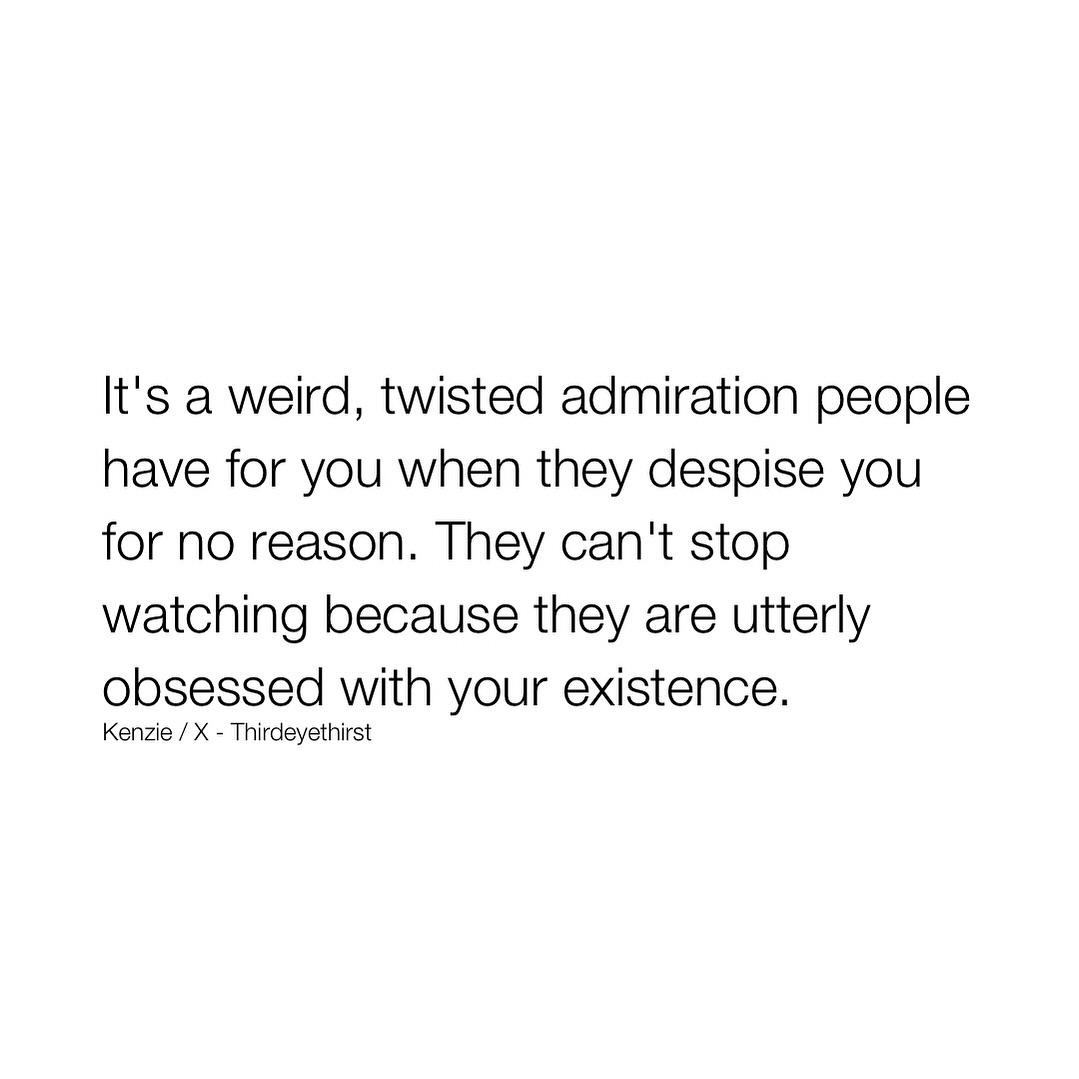 It's a weird, twisted admiration people
have for you when they despise you
for no reason. They can't stop
watching because they are utterly
obsessed with your existence.
Kenzie / X - Thirdeyethirst